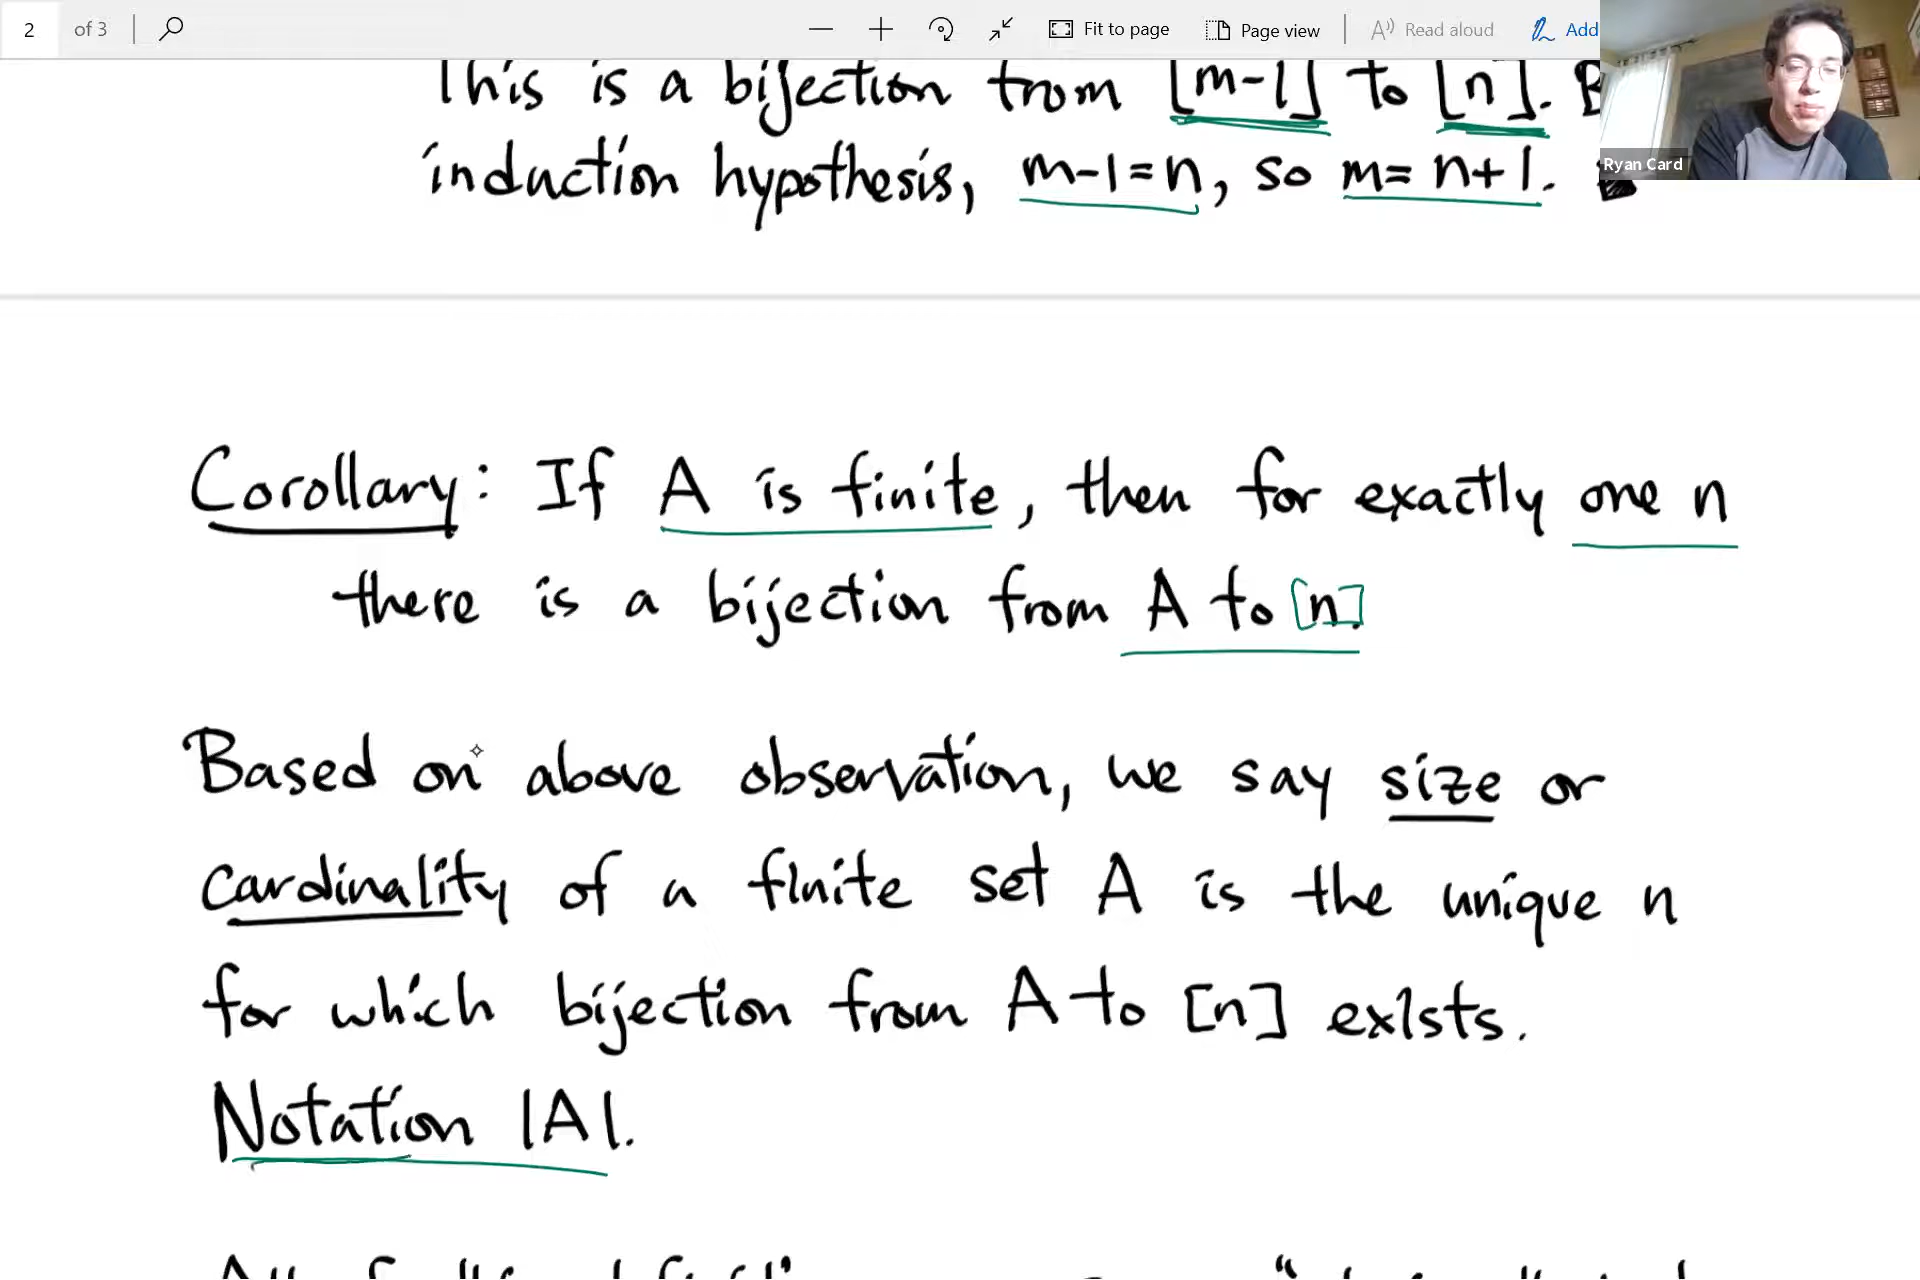 2 of 3 Fit to page Page view Read aloud Add
This is a bijection from [m-1] to [n]. B
induction hypothesis, m-1=n, so m= n+1.
Ryan Card
Corollary: If A is finite, then for exactly one n
there is a bijection from A to [n].
Based on above observation, we say size or
cardinality of a finite set A is the unique n
for which bijection from A to [n] exists.
Notation |A|.